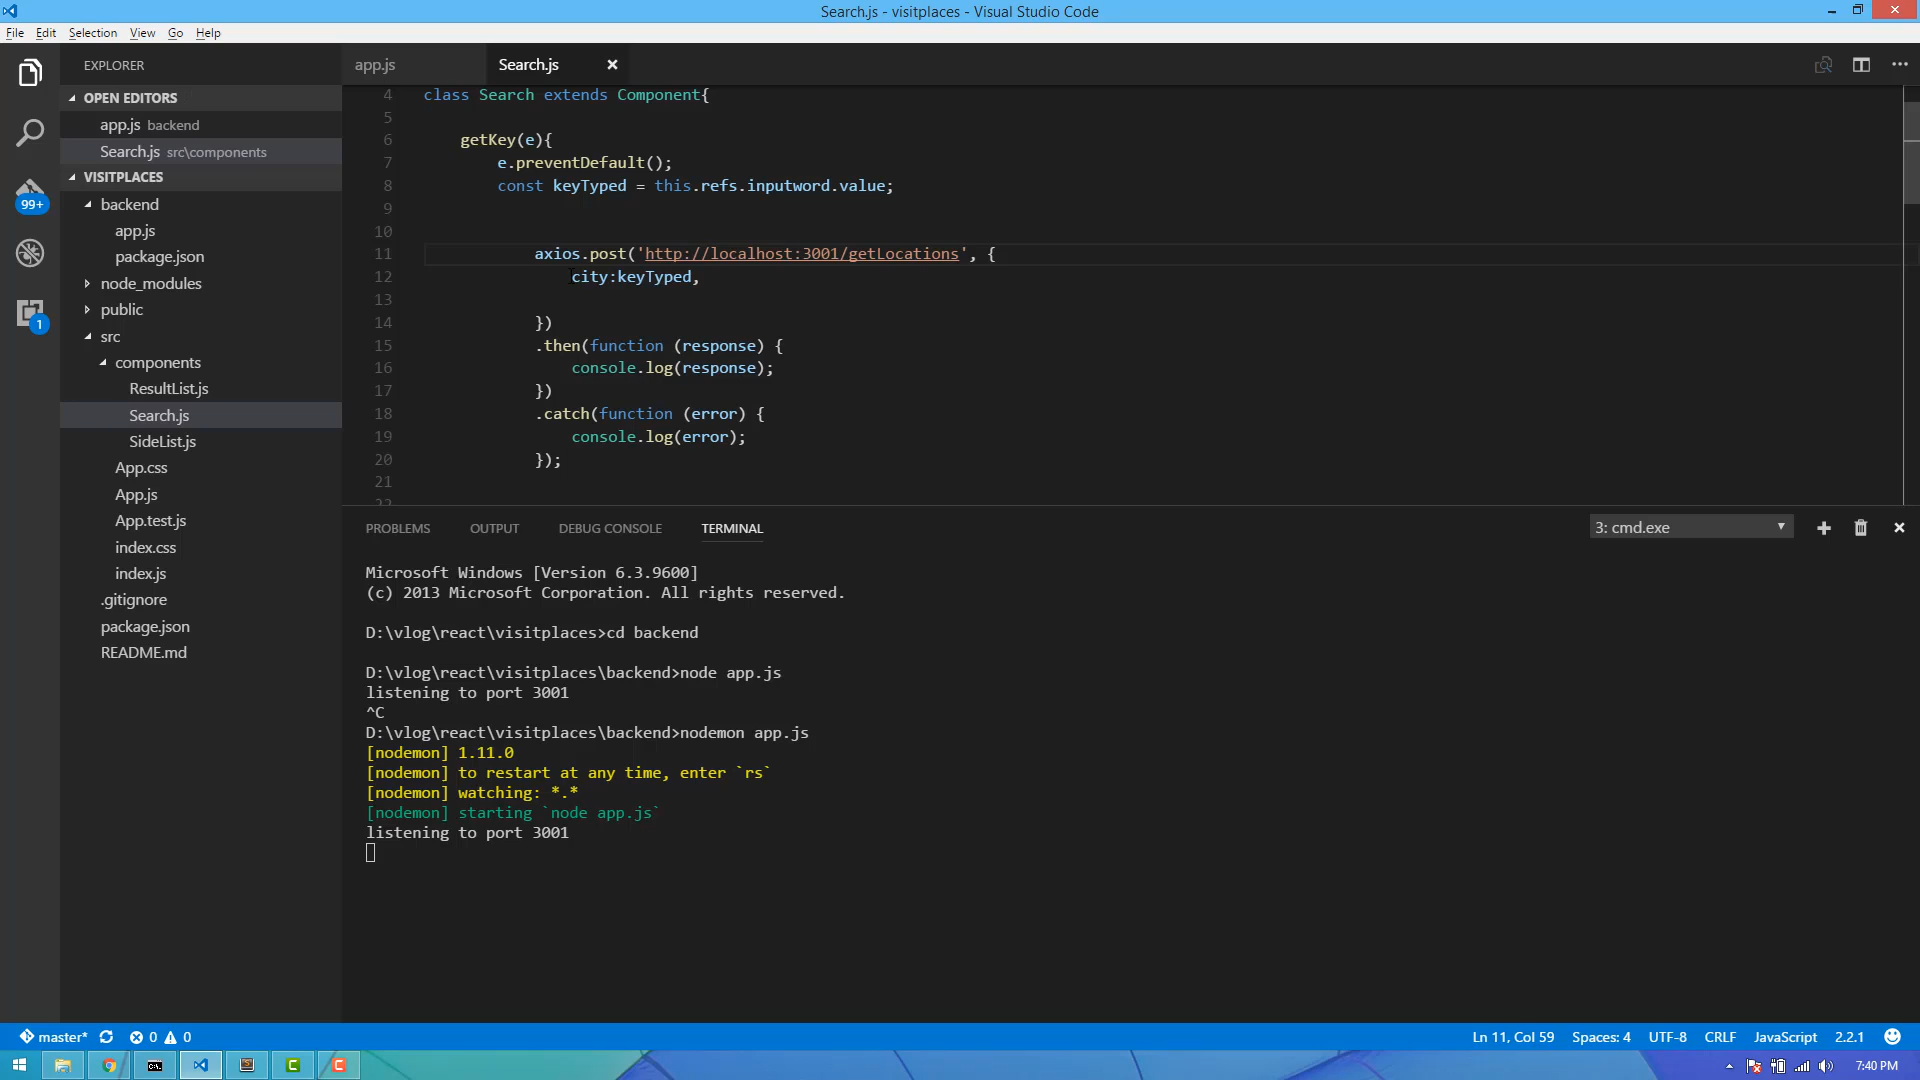 Search.js - visitplaces - Visual Studio Code
File Edit Selection View Go Help
EXPLORER
OPEN EDITORS
app.js backend
Search.js src\components
VISITPLACES
backend
app.js
package.json
node_modules
public
src
components
ResultList.js
Search.js
SideList.js
App.css
App.js
App.test.js
index.css
index.js
.gitignore
package.json
README.md
99+
1
app.js Search.js
4 class Search extends Component{
5
6 getKey(e){
7 e.preventDefault();
8 const keyTyped = this.refs.inputword.value;
9
10
11 axios.post('http://localhost:3001/getLocations', {
12 city:keyTyped,
13
14 })
15 .then(function (response) {
16 console.log(response);
17 })
18 .catch(function (error) {
19 console.log(error);
20 });
21
22
PROBLEMS OUTPUT DEBUG CONSOLE TERMINAL 3: cmd.exe
Microsoft Windows [Version 6.3.9600]
(c) 2013 Microsoft Corporation. All rights reserved.
D:\vlog\react\visitplaces>cd backend
D:\vlog\react\visitplaces\backend>node app.js
listening to port 3001
^C
D:\vlog\react\visitplaces\backend>nodemon app.js
[nodemon] 1.11.0
[nodemon] to restart at any time, enter `rs`
[nodemon] watching: *.*
[nodemon] starting `node app.js`
listening to port 3001
master* 0 0 Ln 11, Col 59 Spaces: 4 UTF-8 CRLF JavaScript 2.2.1
7:40 PM